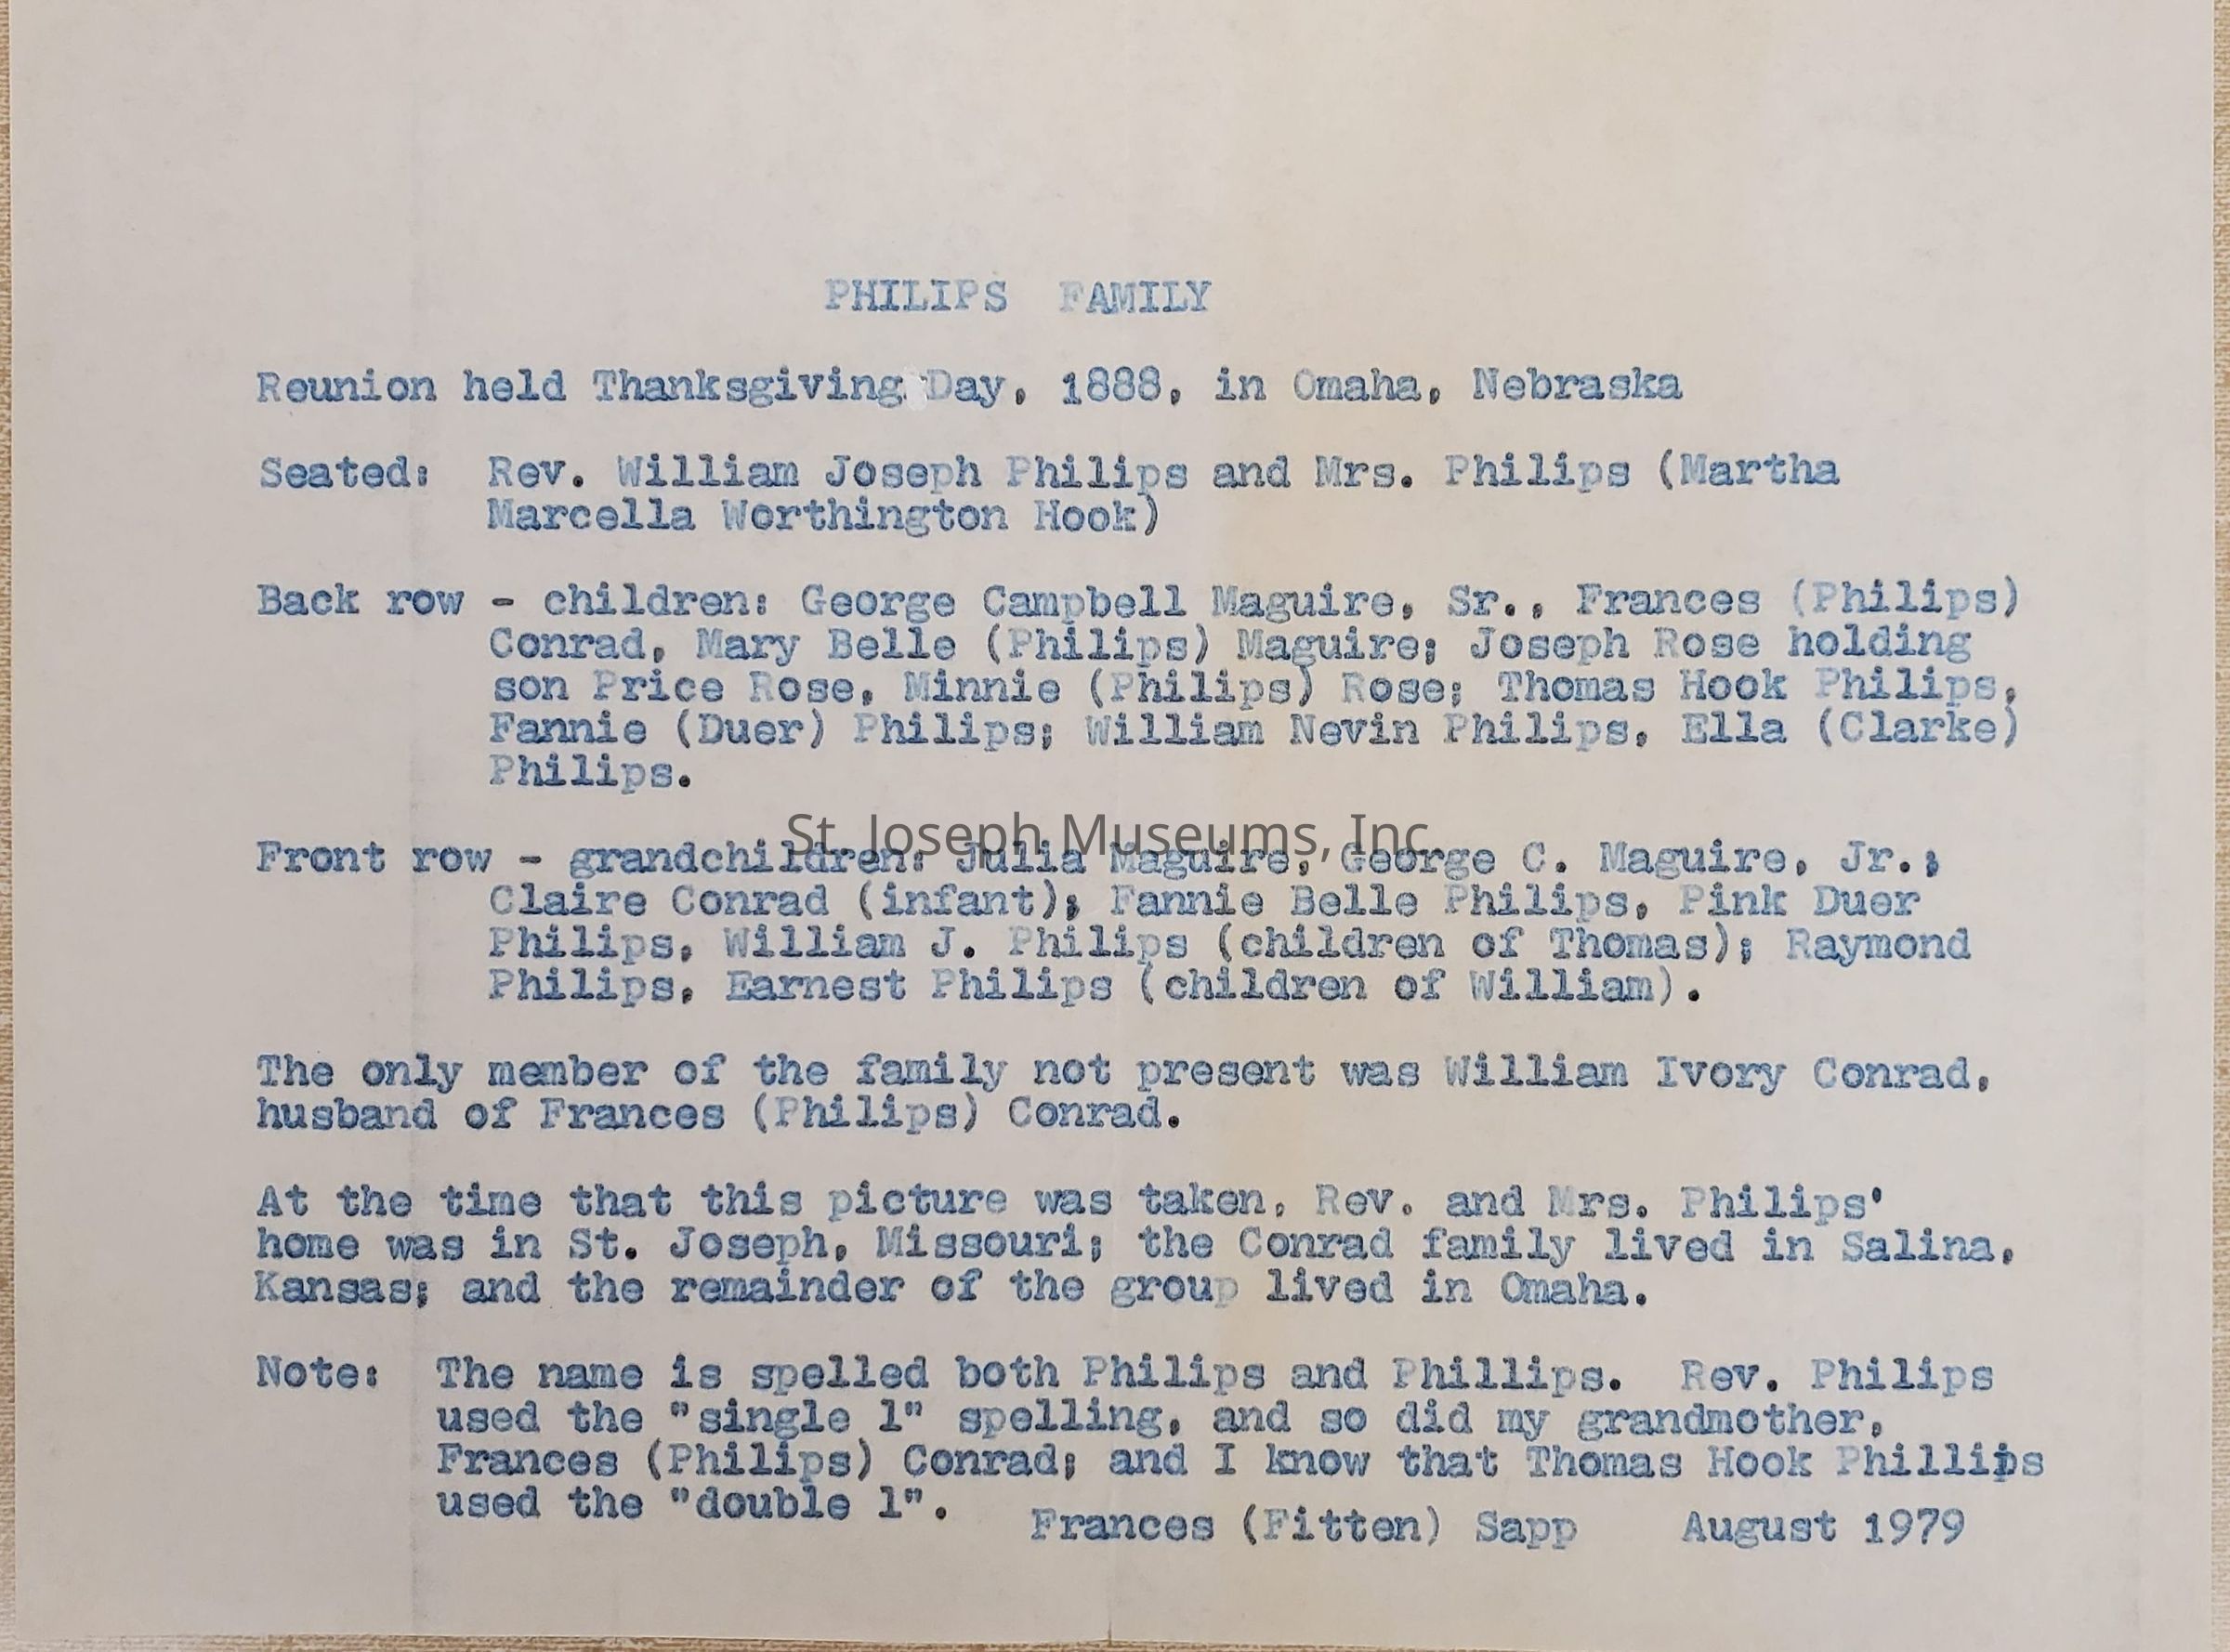 PHILIPS FAMILY
Reunion held Thanksgiving Day, 1888, in Omaha, Nebraska
Seated: Rev. William Joseph Philips and Mrs. Philips (Martha
Marcella Worthington Hook)
Back row - children: George Campbell Maguire, Sr., Frances (Philips)
Conrad, Mary Belle (Philips) Maguire; Joseph Rose holding
son Price Rose, Minnie (Philips) Rose; Thomas Hook Philips,
Fannie (Duer) Philips; William Nevin Philips, Ella (Clarke)
Philips.
St. Joseph Museums, Inc.
Front row - grandchildren: Julia Maguire, George C. Maguire, Jr.;
Claire Conrad (infant); Fannie Belle Philips, Pink Duer
Philips, William J. Philips (children of Thomas); Raymond
Philips, Earnest Philips (children of William).
The only member of the family not present was William Ivory Conrad,
husband of Frances (Philips) Conrad.
At the time that this picture was taken, Rev. and Mrs. Philips'
home was in St. Joseph, Missouri; the Conrad family lived in Salina,
Kansas; and the remainder of the group lived in Omaha.
Note: The name is spelled both Philips and Phillips. Rev. Philips
used the "single l" spelling, and so did my grandmother,
Frances (Philips) Conrad; and I know that Thomas Hook Phillips
used the "double l".
Frances (Fitten) Sapp August 1979